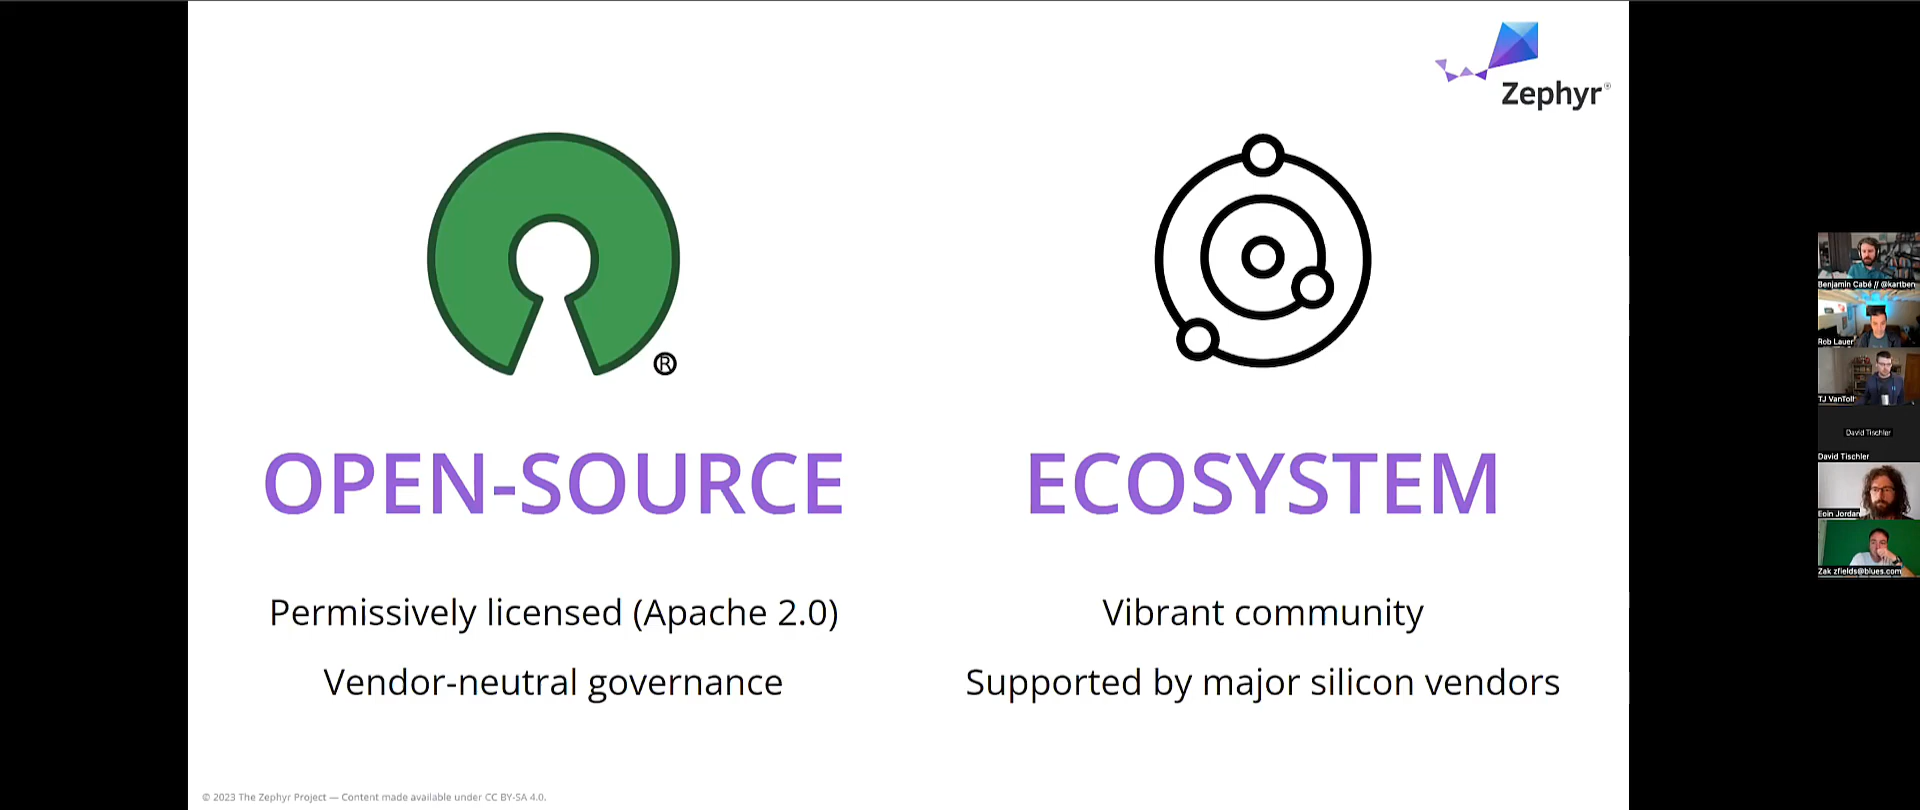 Zephyr®
®
OPEN-SOURCE
ECOSYSTEM
Permissively licensed (Apache 2.0)
Vibrant community
Vendor-neutral governance
Supported by major silicon vendors
© 2023 The Zephyr Project — Content made available under CC BY-SA 4.0.
Benjamin Cabé // @kartben
Rob Lauer
TJ VanToll
David Tischler
David Tischler
Eoin Jordan
Zak zfields@blues.com